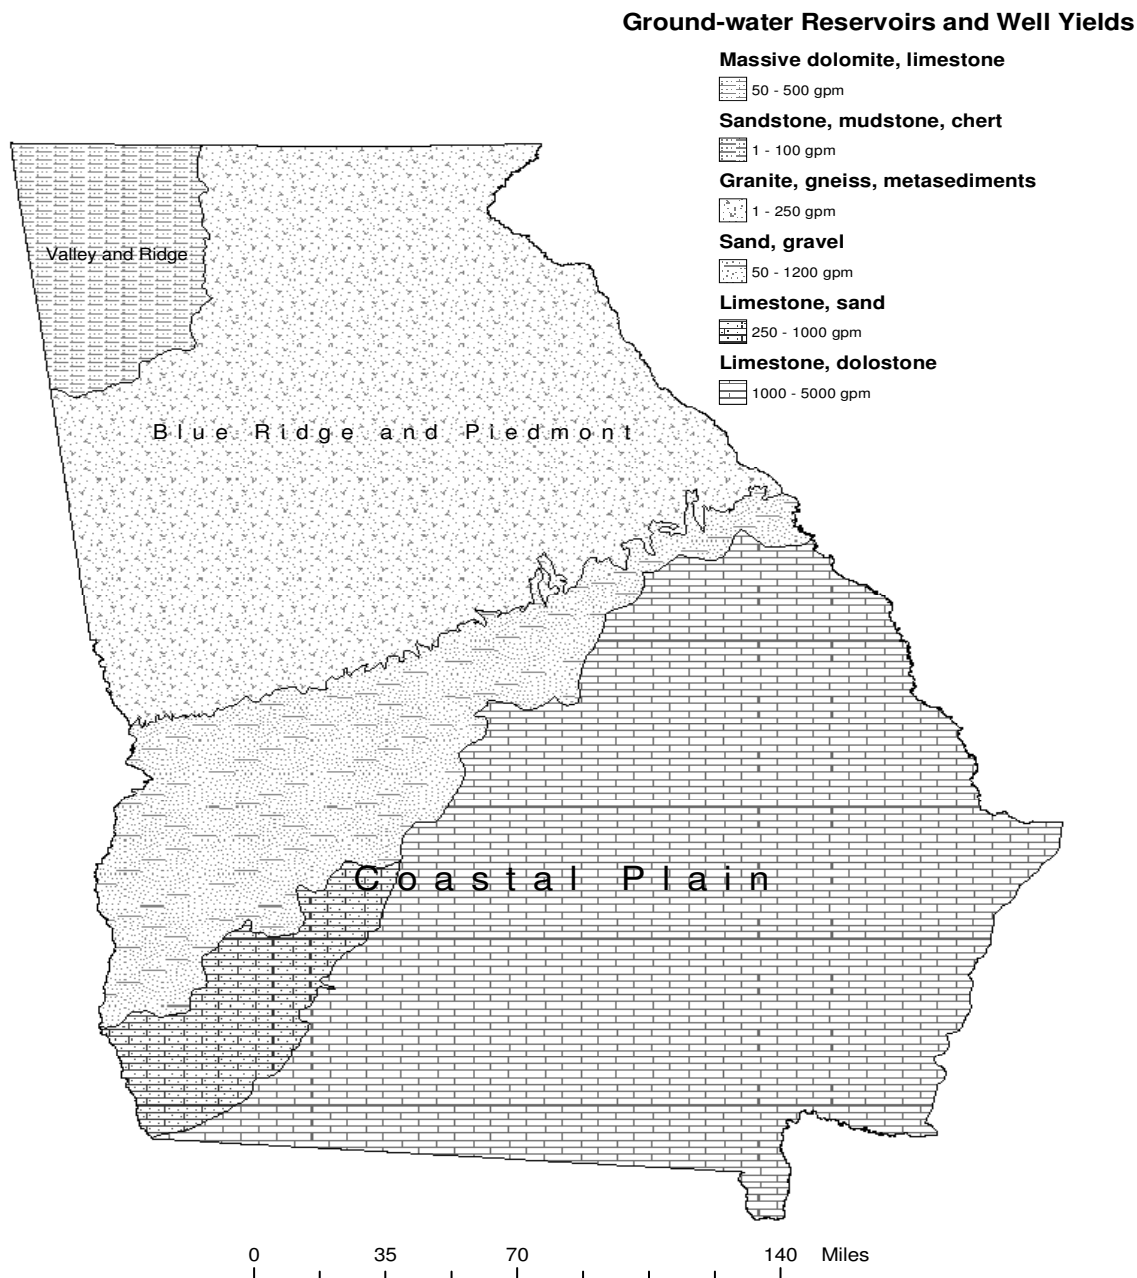 Ground-water Reservoirs and Well Yields
Massive dolomite, limestone
50 - 500 gpm
Sandstone, mudstone, chert
1 - 100 gpm
Granite, gneiss, metasediments
1 - 250 gpm
Sand, gravel
50 - 1200 gpm
Limestone, sand
250 - 1000 gpm
Limestone, dolostone
1000 - 5000 gpm
Valley and Ridge
Blue Ridge and Piedmont
Coastal Plain
0 35 70 140 Miles